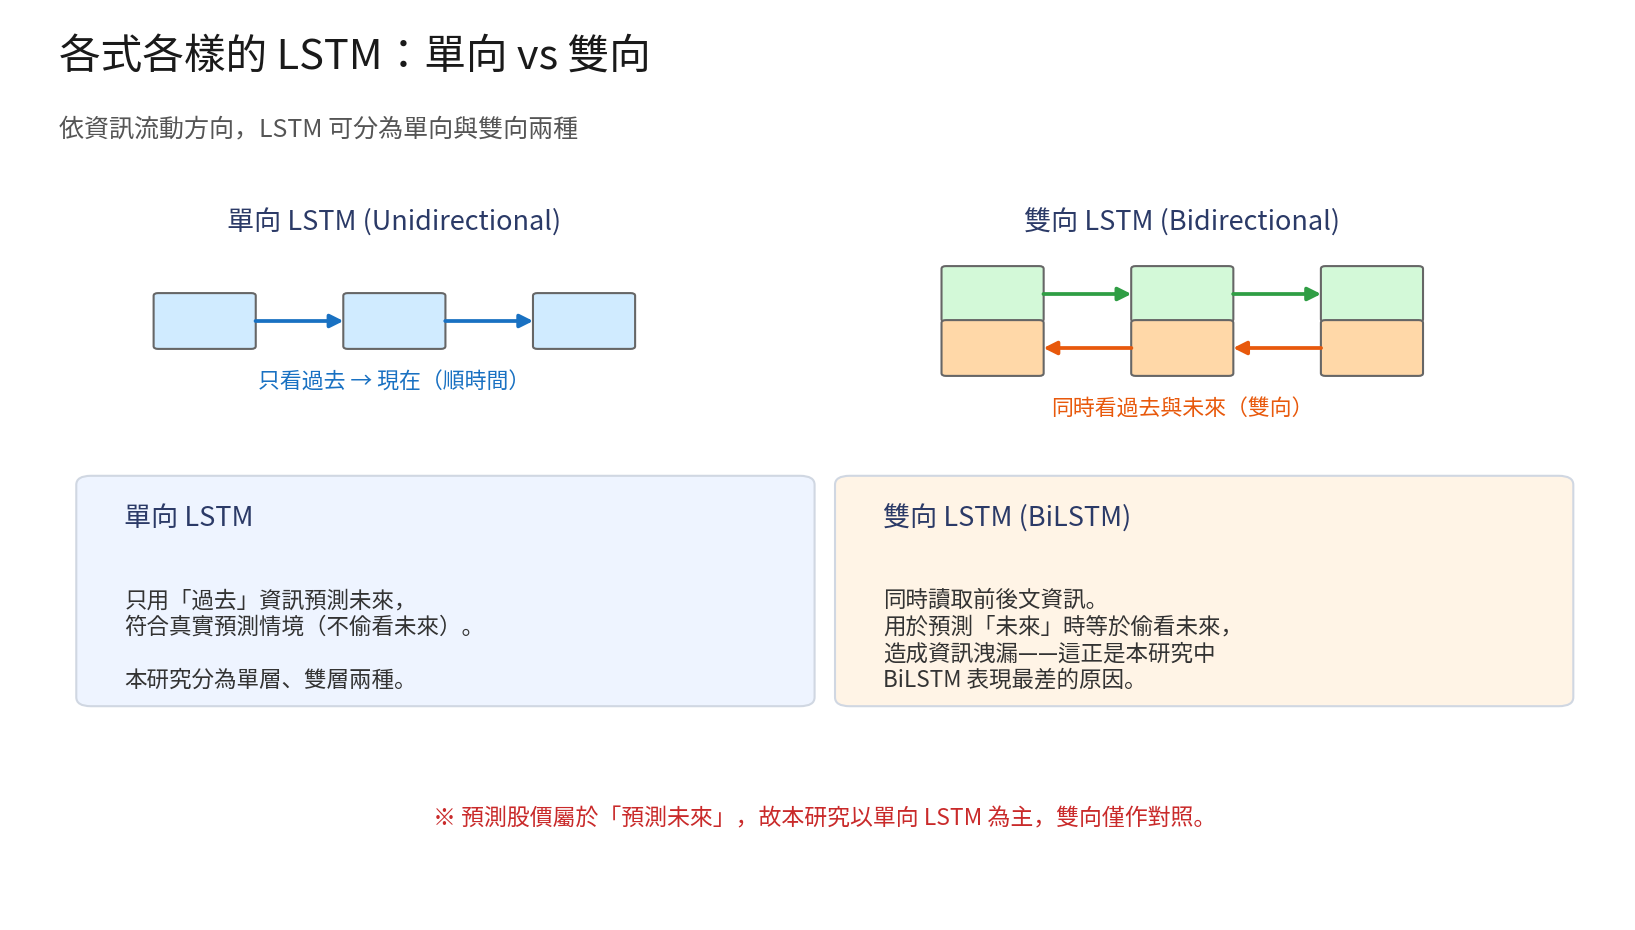 各式各樣的 LSTM：單向 vs 雙向
依資訊流動方向，LSTM 可分為單向與雙向兩種
單向 LSTM (Unidirectional)
雙向 LSTM (Bidirectional)
只看過去 → 現在（順時間）
同時看過去與未來（雙向）
單向 LSTM
只用「過去」資訊預測未來，
符合真實預測情境（不偷看未來）。
本研究分為單層、雙層兩種。
雙向 LSTM (BiLSTM)
同時讀取前後文資訊。
用於預測「未來」時等於偷看未來，
造成資訊洩漏——這正是本研究中
BiLSTM 表現最差的原因。
※ 預測股價屬於「預測未來」，故本研究以單向 LSTM 為主，雙向僅作對照。